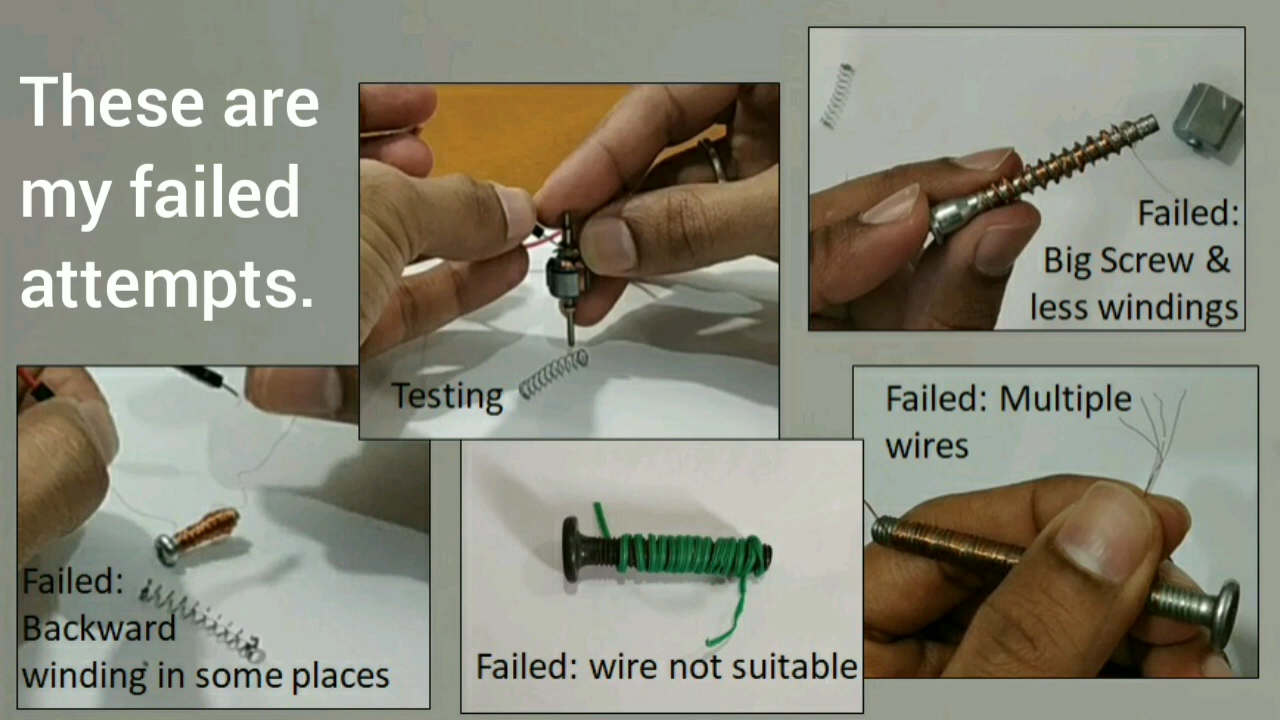 These are
my failed
attempts.
Testing
Failed:
Big Screw &
less windings
Failed:
Backward
winding in some places
Failed: wire not suitable
Failed: Multiple
wires